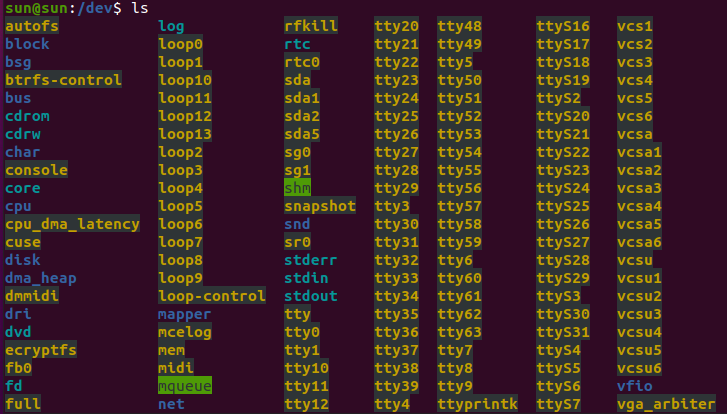 sun@sun:/dev$ ls
autofs log rfkill tty20 tty48 ttyS16 vcs1
block loop0 rtc tty21 tty49 ttyS17 vcs2
bsg loop1 rtc0 tty22 tty5 ttyS18 vcs3
btrfs-control loop10 sda tty23 tty50 ttyS19 vcs4
bus loop11 sda1 tty24 tty51 ttyS2 vcs5
cdrom loop12 sda2 tty25 tty52 ttyS20 vcs6
cdrw loop13 sda5 tty26 tty53 ttyS21 vcsa
char loop2 sg0 tty27 tty54 ttyS22 vcsa1
console loop3 sg1 tty28 tty55 ttyS23 vcsa2
core loop4 shm tty29 tty56 ttyS24 vcsa3
cpu loop5 snapshot tty3 tty57 ttyS25 vcsa4
cpu_dma_latency loop6 snd tty30 tty58 ttyS26 vcsa5
cuse loop7 sr0 tty31 tty59 ttyS27 vcsa6
disk loop8 stderr tty32 tty6 ttyS28 vcsu
dma_heap loop9 stdin tty33 tty60 ttyS29 vcsu1
dmmidi loop-control stdout tty34 tty61 ttyS3 vcsu2
dri mapper tty tty35 tty62 ttyS30 vcsu3
dvd mcelog tty0 tty36 tty63 ttyS31 vcsu4
ecryptfs mem tty1 tty37 tty7 ttyS4 vcsu5
fb0 midi tty10 tty38 tty8 ttyS5 vcsu6
fd mqueue tty11 tty39 tty9 ttyS6 vfio
full net tty12 tty4 ttyprintk ttyS7 vga_arbiter